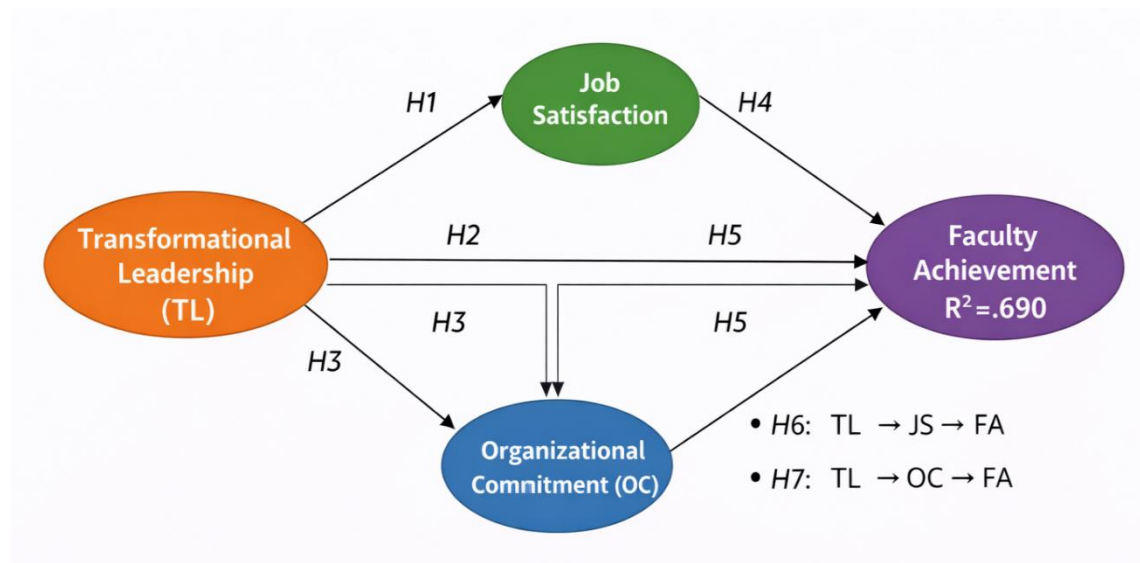 Job
Satisfaction
H1
H4
Transformational
Leadership
(TL)
H2
H5
Faculty
Achievement
R²=.690
H3
H5
H3
Organizational
Commitment (OC)
• H6: TL → JS → FA
• H7: TL → OC → FA